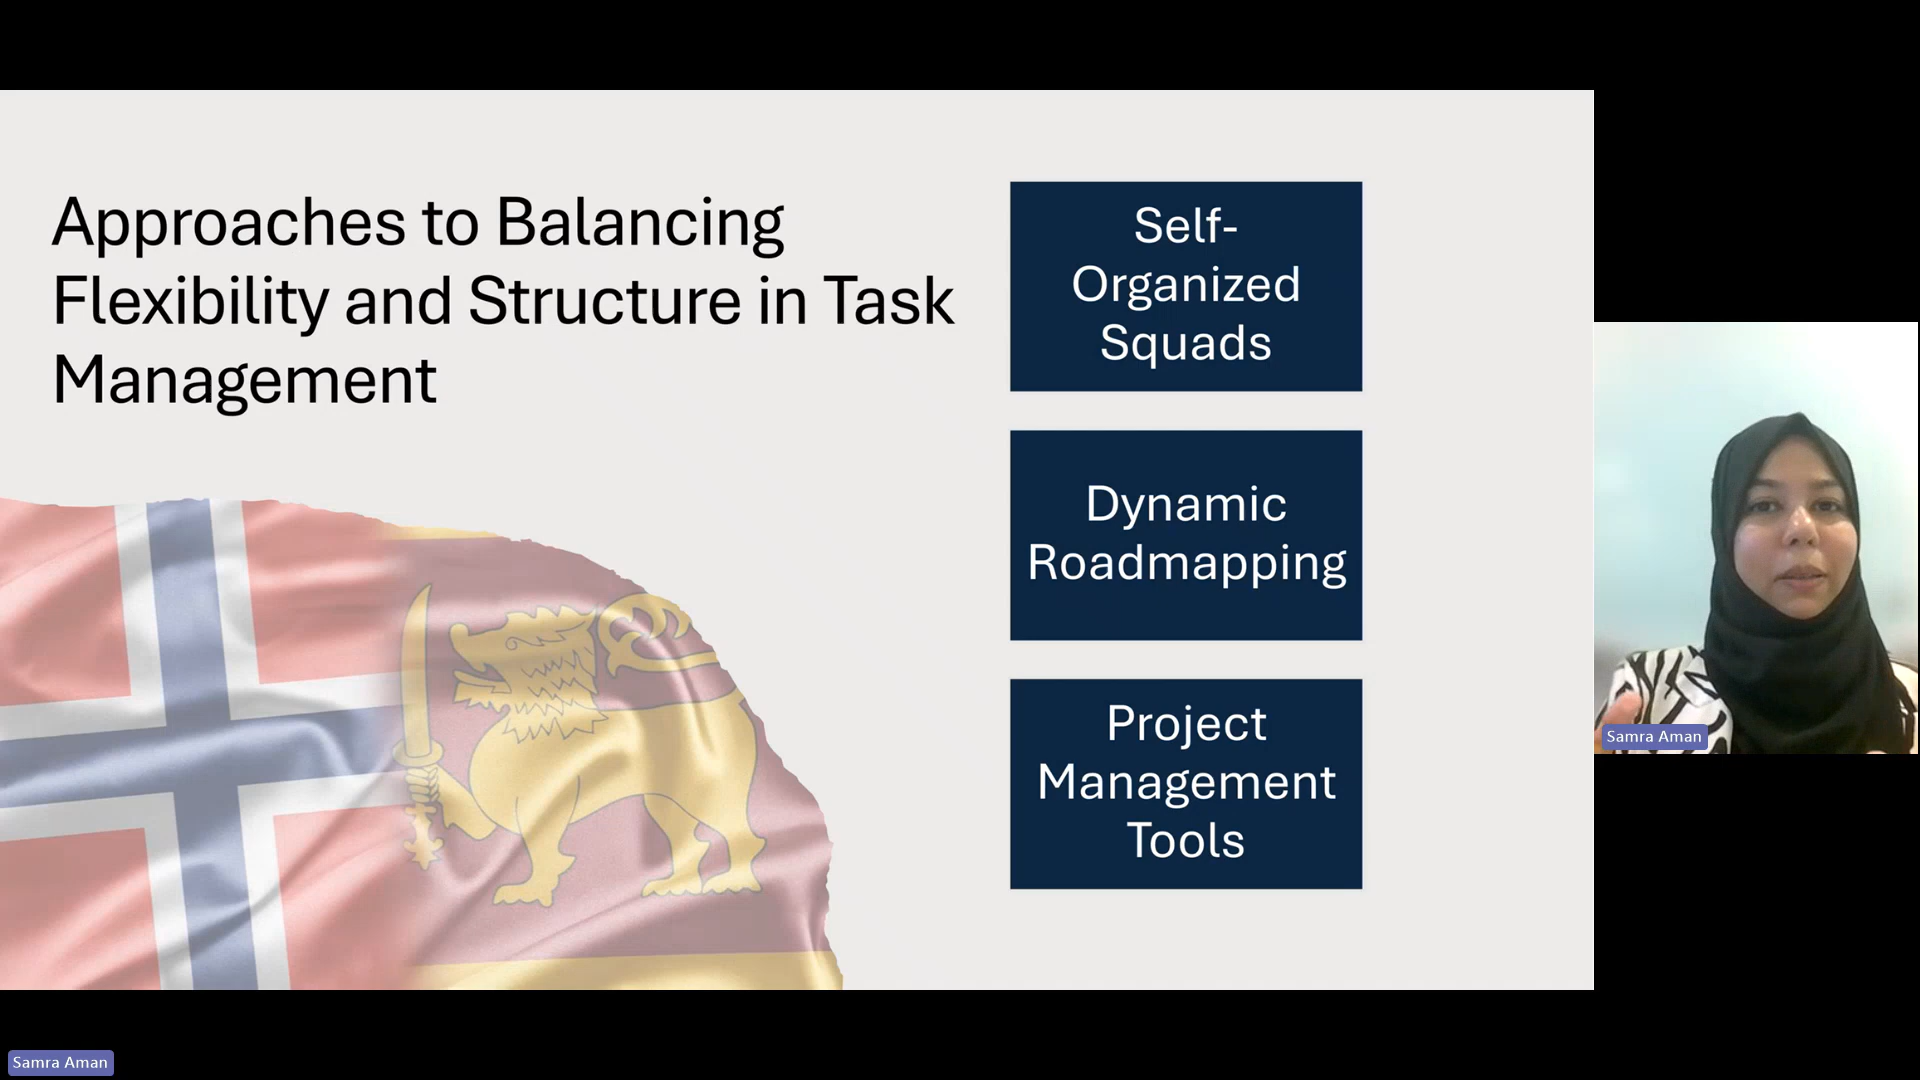 Approaches to Balancing
Flexibility and Structure in Task
Management
Self-
Organized
Squads
Dynamic
Roadmapping
Project
Management
Tools
Samra Aman
Samra Aman